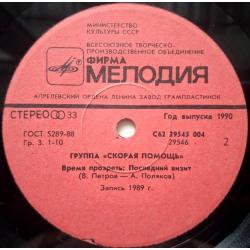 МИНИСТЕРСТВО
КУЛЬТУРЫ СССР
ВСЕСОЮЗНОЕ ТВОРЧЕСКО-
ПРОИЗВОДСТВЕННОЕ ОБЪЕДИНЕНИЕ
ФИРМА
МЕЛОДИЯ
АПРЕЛЕВСКИЙ ОРДЕНА ЛЕНИНА ЗАВОД ГРАМПЛАСТИНОК
СТЕРЕО 33
Год выпуска 1990
ГОСТ 5289-88
С62 29545 004
Гр. 3. 1-10
29546
2
ГРУППА «СКОРАЯ ПОМОЩЬ»
Время прозреть; Последний визит
(В. Петров — А. Поляков)
Запись 1989 г.